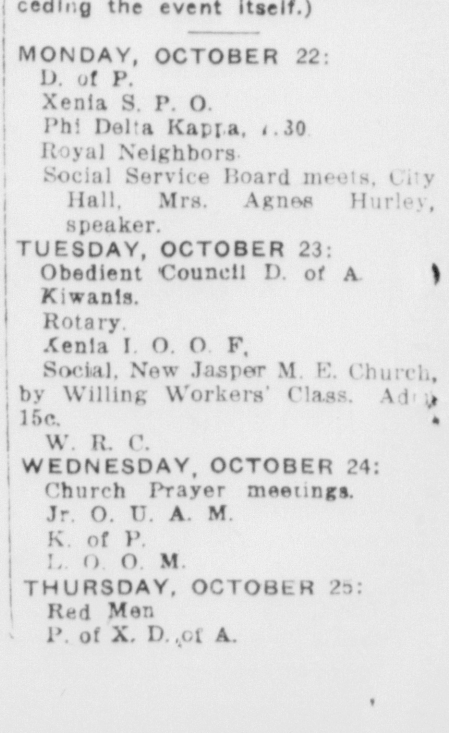 ceding the event itself.)
MONDAY, OCTOBER 22:
D. of P.
Xenia S. P. O.
Phi Delta Kappa, 7.30
Royal Neighbors.
Social Service Board meets, City
Hall, Mrs. Agnes Hurley,
speaker.
TUESDAY, OCTOBER 23:
Obedient Council D. of A.
Kiwanis.
Rotary.
Xenia I. O. O. F,
Social, New Jasper M. E. Church,
by Willing Workers' Class.
15c.
W. R. C.
WEDNESDAY, OCTOBER 24:
Church Prayer meetings.
Jr. O. U. A. M.
K. of P.
L. O. O. M.
THURSDAY, OCTOBER 25:
Red Men
P. of X. D. of A.